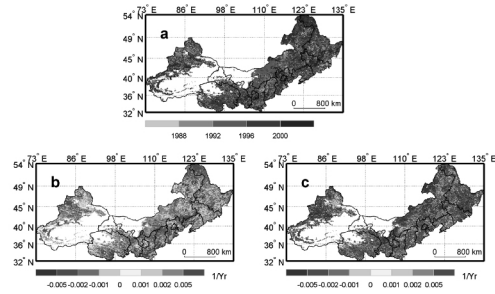 73° E 86° E 98° E 110° E 123° E 135° E
54° N
a
49° N
45° N
40° N
36° N
32° N
0 800 km
1988 1992 1996 2000
73° E 86° E 98° E 110° E 123° E 135° E
54° N
b
49° N
45° N
40° N
36° N
32° N
0 800 km
-0.005 -0.002 -0.001 0 0.001 0.002 0.005 1/Yr
73° E 86° E 98° E 110° E 123° E 135° E
54° N
c
49° N
45° N
40° N
36° N
32° N
0 800 km
-0.005 -0.002 -0.001 0 0.001 0.002 0.005 1/Yr